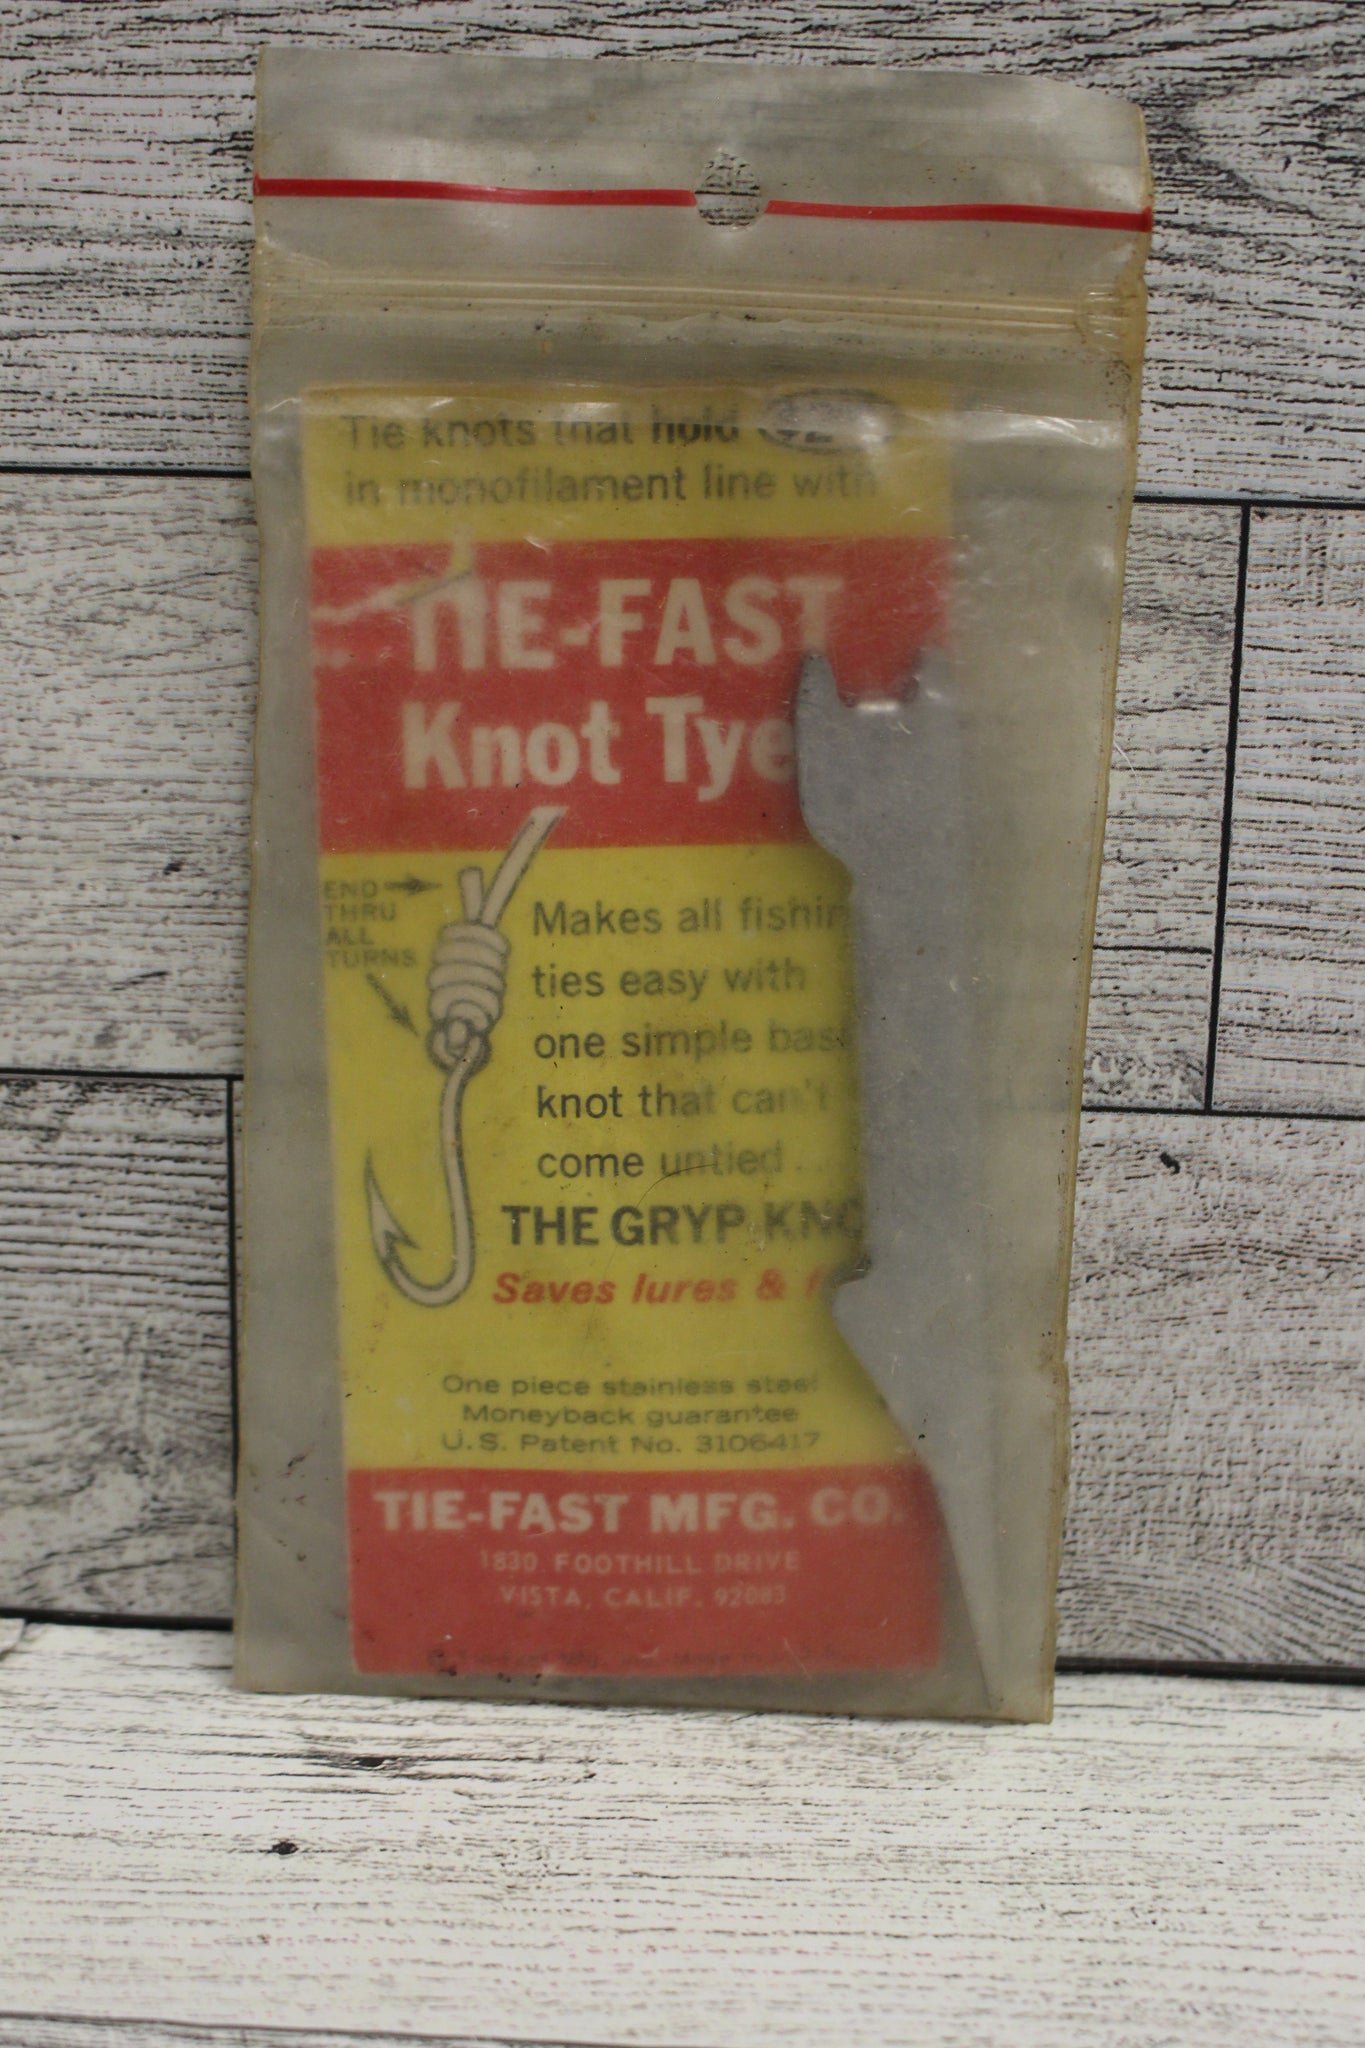 Tie knots that hold
in monofilament line with
TIE-FAST
Knot Tye
END
THRU
ALL
TURNS
Makes all fishin
ties easy with
one simple bas
knot that can't
come untied ...
THE GRYP KNO
Saves lures & f
One piece stainless steel
Moneyback guarantee
U.S. Patent No. 3106417
TIE-FAST MFG. CO.
1830 FOOTHILL DRIVE
VISTA, CALIF. 92083